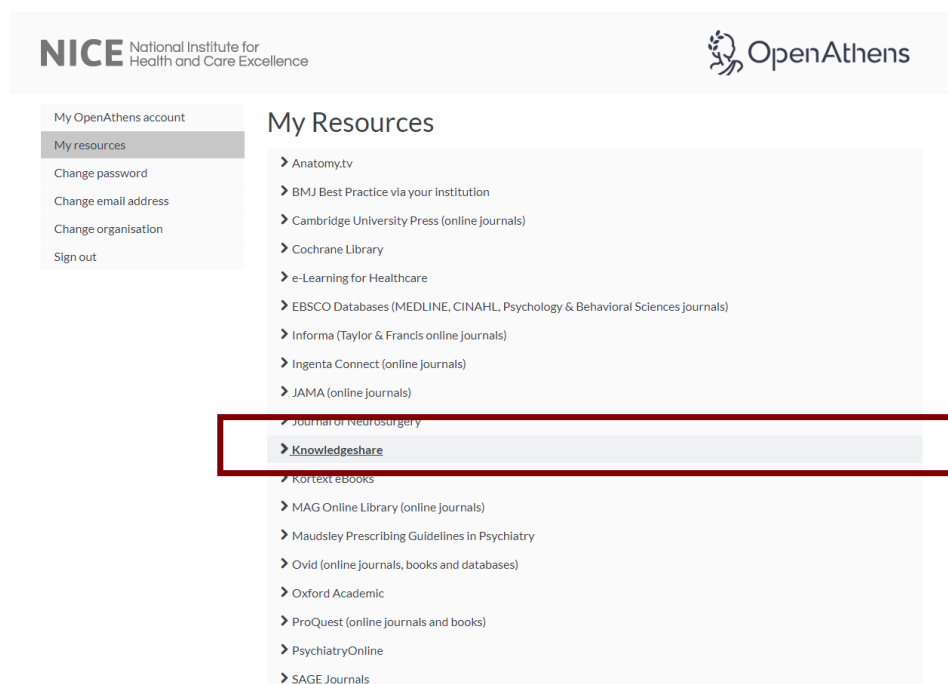 NICE National Institute for
Health and Care Excellence
OpenAthens
My OpenAthens account
My resources
Change password
Change email address
Change organisation
Sign out
My Resources
Anatomy.tv
BMJ Best Practice via your institution
Cambridge University Press (online journals)
Cochrane Library
e-Learning for Healthcare
EBSCO Databases (MEDLINE, CINAHL, Psychology & Behavioral Sciences journals)
Informa (Taylor & Francis online journals)
Ingenta Connect (online journals)
JAMA (online journals)
Journal of Neurosurgery
Knowledgeshare
Kortext eBooks
MAG Online Library (online journals)
Maudsley Prescribing Guidelines in Psychiatry
Ovid (online journals, books and databases)
Oxford Academic
ProQuest (online journals and books)
PsychiatryOnline
SAGE Journals